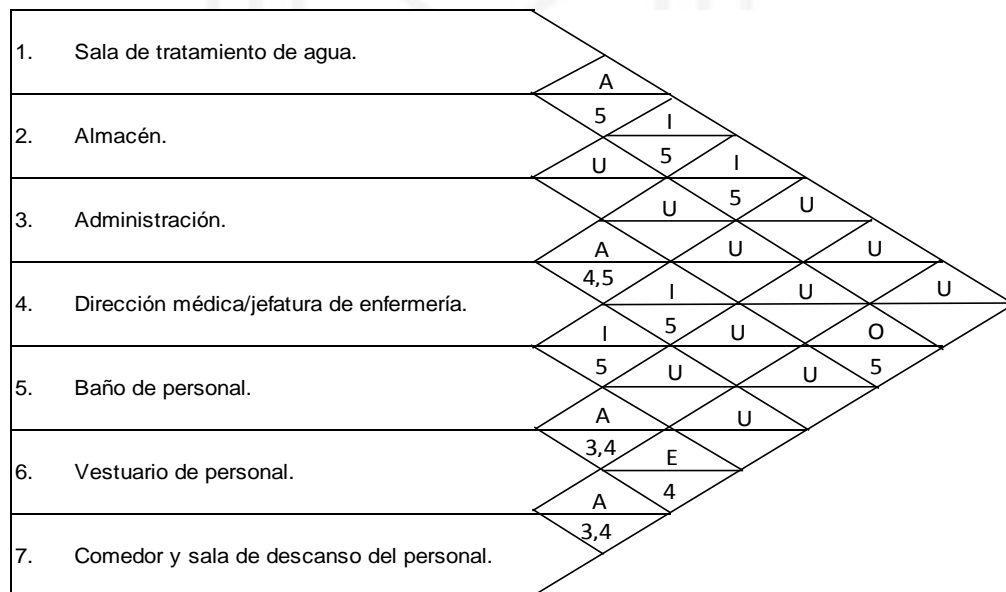 1. Sala de tratamiento de agua.
A
5
I
2. Almacén.
5
I
U
5
U
3. Administración.
U
A
U
U
4,5
I
U
U
4. Dirección médica/jefatura de enfermería.
I
5
U
O
5
U
U
5
5. Baño de personal.
A
U
3,4
E
6. Vestuario de personal.
4
A
3,4
7. Comedor y sala de descanso del personal.